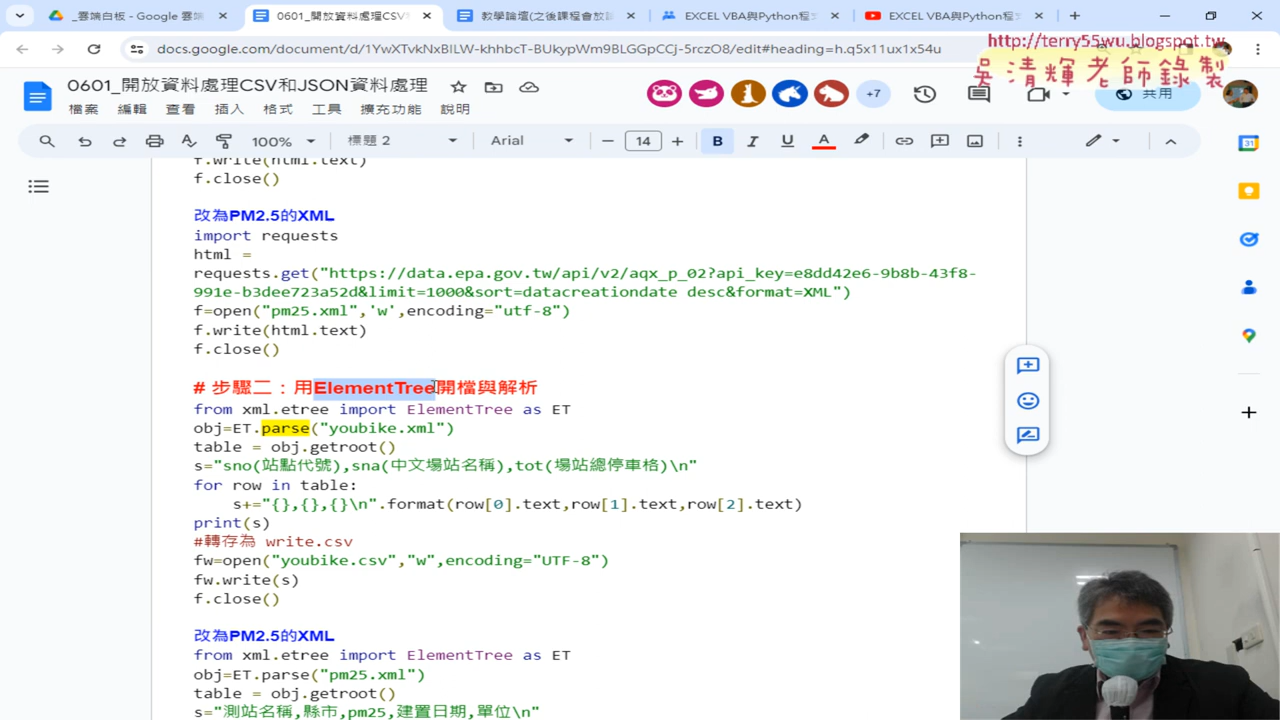 _雲端白板 - Google 雲端
0601_開放資料處理CSV和
教學論壇(之後課程會放
EXCEL VBA與Python程
EXCEL VBA與Python程
docs.google.com/document/d/1YwXTvkNxBILW-khhbcT-BUkypWm9BLGGpCCj-5rczO8/edit#heading=h.q5x11ux1x54u
http://terry55wu.blogspot.tw
吳清輝老師錄製
0601_開放資料處理CSV和JSON資料處理
+7
共用
檔案 編輯 查看 插入 格式 工具 擴充功能 說明
100% 標題 2 Arial 14 B I U A
f.write(html.text)
f.close()
改為PM2.5的XML
import requests
html =
requests.get("https://data.epa.gov.tw/api/v2/aqx_p_02?api_key=e8dd42e6-9b8b-43f8-
991e-b3dee723a52d&limit=1000&sort=datacreationdate desc&format=XML")
f=open("pm25.xml",'w',encoding="utf-8")
f.write(html.text)
f.close()
# 步驟二：用ElementTree開檔與解析
from xml.etree import ElementTree as ET
obj=ET.parse("youbike.xml")
table = obj.getroot()
s="sno(站點代號),sna(中文場站名稱),tot(場站總停車格)\n"
for row in table:
s+="{},{},{}\n".format(row[0].text,row[1].text,row[2].text)
print(s)
#轉存為 write.csv
fw=open("youbike.csv","w",encoding="UTF-8")
fw.write(s)
f.close()
改為PM2.5的XML
from xml.etree import ElementTree as ET
obj=ET.parse("pm25.xml")
table = obj.getroot()
s="測站名稱,縣市,pm25,建置日期,單位\n"